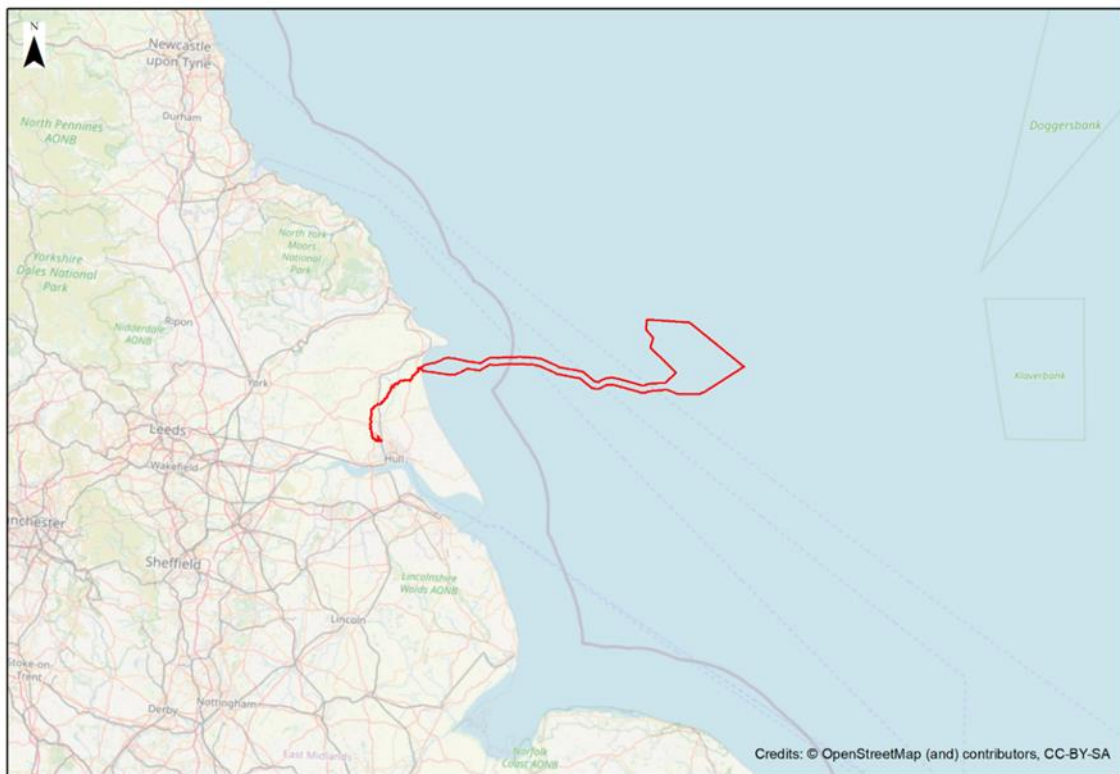 N
Newcastle
upon Tyne
Durham
North Pennines
AONB
Doggersbank
Yorkshire
Dales National
Park
North York
Moors
National
Park
Nidderdale
AONB
Ripon
York
Klaverbank
Leeds
Wakefield
Hull
anchester
Sheffield
Lincolnshire
Wolds AONB
Lincoln
Stoke-on-
Trent
Derby
Nottingham
East Midlands
Norfolk
Coast AONB
Credits: © OpenStreetMap (and) contributors, CC-BY-SA